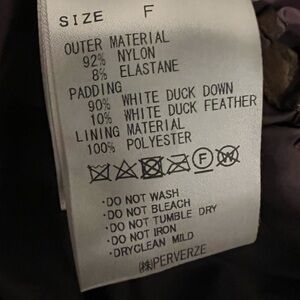 SIZE F
OUTER MATERIAL
92% NYLON
8% ELASTANE
PADDING
90% WHITE DUCK DOWN
10% WHITE DUCK FEATHER
LINING MATERIAL
100% POLYESTER
F W
·DO NOT WASH
·DO NOT BLEACH
·DO NOT TUMBLE DRY
·DO NOT IRON
·DRYCLEAN MILD
㈱PERVERZE